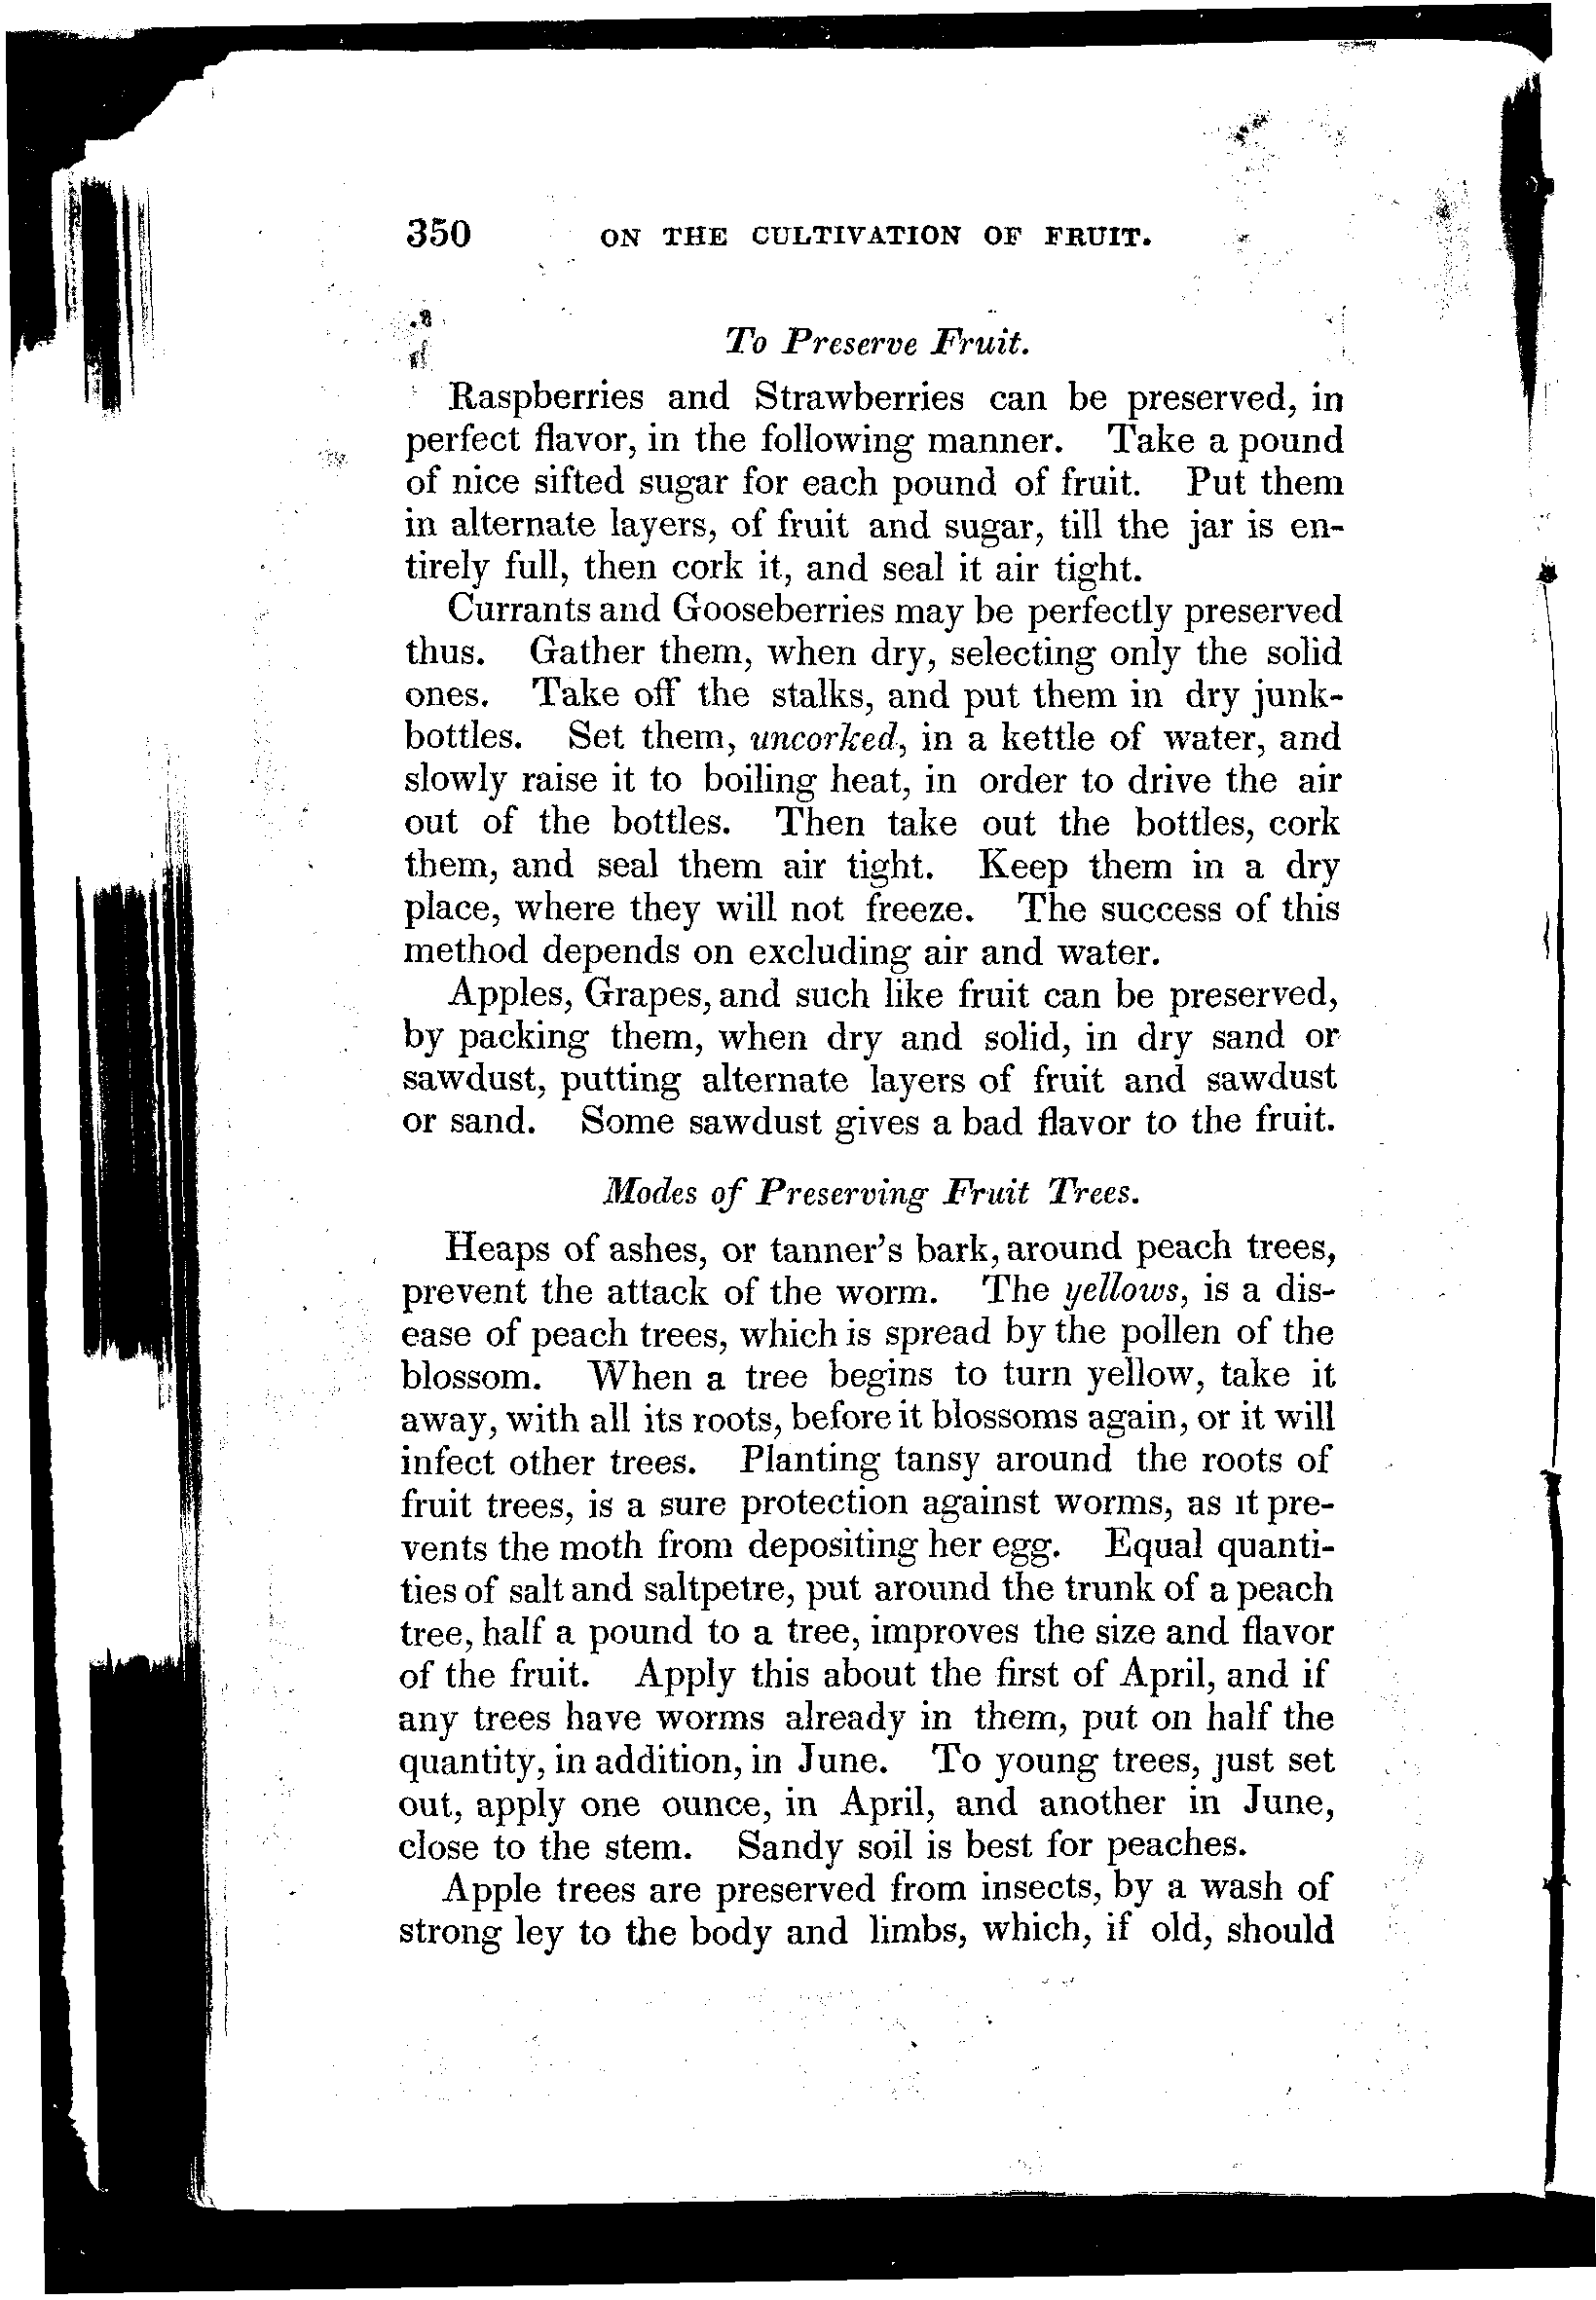 350 ON THE CULTIVATION OF FRUIT.
To Preserve Fruit.
Raspberries and Strawberries can be preserved, in
perfect flavor, in the following manner. Take a pound
of nice sifted sugar for each pound of fruit. Put them
in alternate layers, of fruit and sugar, till the jar is en-
tirely full, then cork it, and seal it air tight.
Currants and Gooseberries may be perfectly preserved
thus. Gather them, when dry, selecting only the solid
ones. Take off the stalks, and put them in dry junk-
bottles. Set them, uncorked, in a kettle of water, and
slowly raise it to boiling heat, in order to drive the air
out of the bottles. Then take out the bottles, cork
them, and seal them air tight. Keep them in a dry
place, where they will not freeze. The success of this
method depends on excluding air and water.
Apples, Grapes, and such like fruit can be preserved,
by packing them, when dry and solid, in dry sand or
sawdust, putting alternate layers of fruit and sawdust
or sand. Some sawdust gives a bad flavor to the fruit.
Modes of Preserving Fruit Trees.
Heaps of ashes, or tanner's bark, around peach trees,
prevent the attack of the worm. The yellows, is a dis-
ease of peach trees, which is spread by the pollen of the
blossom. When a tree begins to turn yellow, take it
away, with all its roots, before it blossoms again, or it will
infect other trees. Planting tansy around the roots of
fruit trees, is a sure protection against worms, as it pre-
vents the moth from depositing her egg. Equal quanti-
ties of salt and saltpetre, put around the trunk of a peach
tree, half a pound to a tree, improves the size and flavor
of the fruit. Apply this about the first of April, and if
any trees have worms already in them, put on half the
quantity, in addition, in June. To young trees, just set
out, apply one ounce, in April, and another in June,
close to the stem. Sandy soil is best for peaches.
Apple trees are preserved from insects, by a wash of
strong ley to the body and limbs, which, if old, should